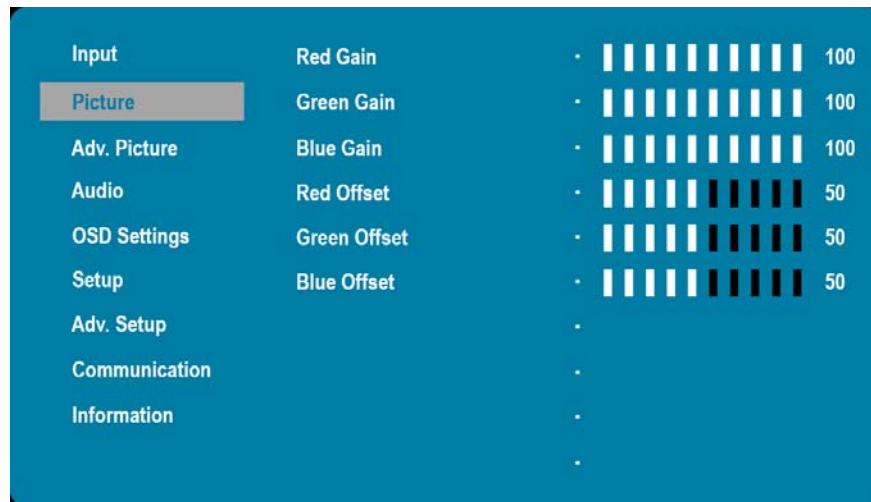 Input Red Gain 100
Picture Green Gain 100
Adv. Picture Blue Gain 100
Audio Red Offset 50
OSD Settings Green Offset 50
Setup Blue Offset 50
Adv. Setup
Communication
Information